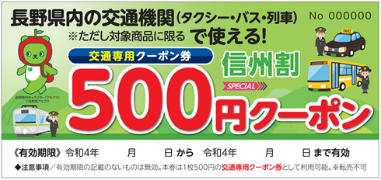 長野県内の交通機関(タクシー・バス・列車)
No 000000
※ただし対象商品に限る で使える!
交通専用クーポン券
信州割
SPECIAL
500円クーポン
《有効期限》 令和4年　　月　　日から　令和4年　　月　　日まで有効
◆注意事項／有効期限の記載のないものは無効。本券は1枚500円の交通専用クーポン券として利用可能。※転売不可